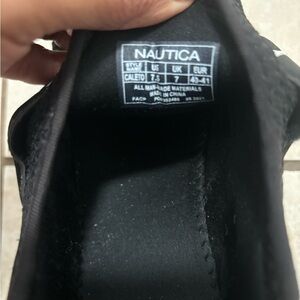 NAUTICA
STYLE NAME US UK EUR
CALETO 7.5 7 40-41
ALL MAN-MADE MATERIALS
MADE IN CHINA